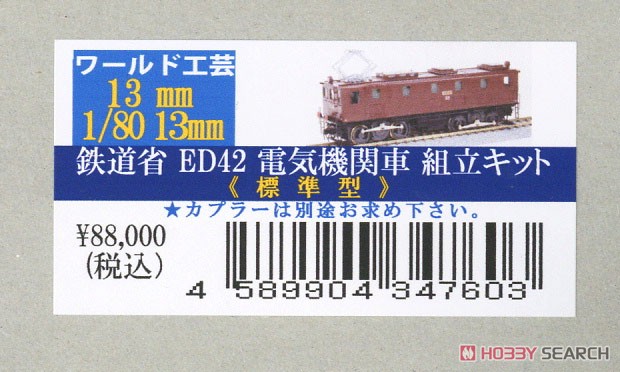 ワールド工芸
13 mm
1/80 13mm
鉄道省 ED42 電気機関車 組立キット
《 標 準 型 》
★カプラーは別途お求め下さい。
¥88,000
(税込)
4 589904 347603
HOBBY SEARCH